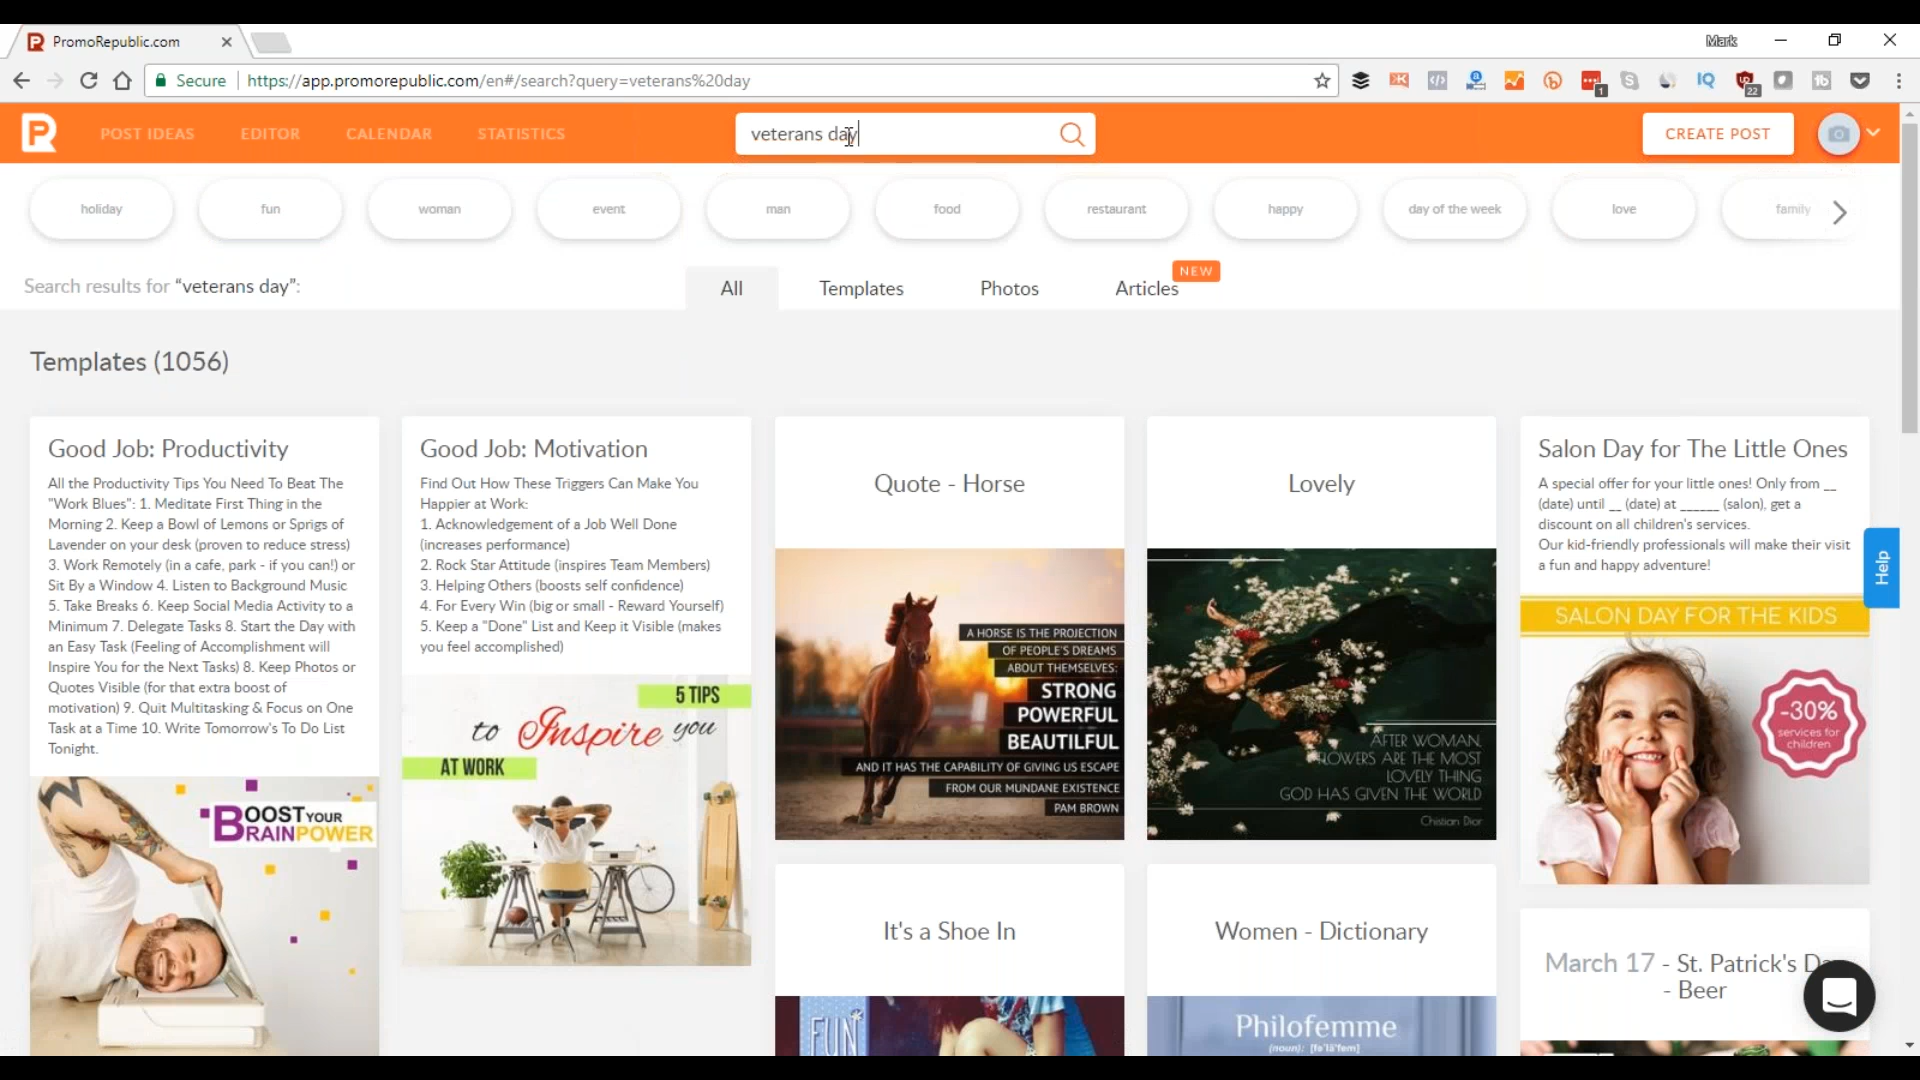 PromoRepublic.com
Mark
Secure
https://app.promorepublic.com/en#/search?query=veterans%20day
1
22
POST IDEAS
EDITOR
CALENDAR
STATISTICS
veterans day
CREATE POST
holiday
fun
woman
event
man
food
restaurant
happy
day of the week
love
family
Search results for “veterans day”:
All
Templates
Photos
Articles
NEW
Templates (1056)
Good Job: Productivity
All the Productivity Tips You Need To Beat The
"Work Blues": 1. Meditate First Thing in the
Morning 2. Keep a Bowl of Lemons or Sprigs of
Lavender on your desk (proven to reduce stress)
3. Work Remotely (in a cafe, park - if you can!) or
Sit By a Window 4. Listen to Background Music
5. Take Breaks 6. Keep Social Media Activity to a
Minimum 7. Delegate Tasks 8. Start the Day with
an Easy Task (Feeling of Accomplishment will
Inspire You for the Next Tasks) 8. Keep Photos or
Quotes Visible (for that extra boost of
motivation) 9. Quit Multitasking & Focus on One
Task at a Time 10. Write Tomorrow's To Do List
Tonight.
BOOST YOUR
BRAINPOWER
Good Job: Motivation
Find Out How These Triggers Can Make You
Happier at Work:
1. Acknowledgement of a Job Well Done
(increases performance)
2. Rock Star Attitude (inspires Team Members)
3. Helping Others (boosts self confidence)
4. For Every Win (big or small - Reward Yourself)
5. Keep a "Done" List and Keep it Visible (makes
you feel accomplished)
5 TIPS
to Inspire you
AT WORK
Quote - Horse
A HORSE IS THE PROJECTION
OF PEOPLE'S DREAMS
ABOUT THEMSELVES:
STRONG
POWERFUL
BEAUTILFUL
AND IT HAS THE CAPABILITY OF GIVING US ESCAPE
FROM OUR MUNDANE EXISTENCE
PAM BROWN
It's a Shoe In
FUN
Lovely
AFTER WOMAN,
FLOWERS ARE THE MOST
LOVELY THING
GOD HAS GIVEN THE WORLD
Chistian Dior
Women - Dictionary
Philofemme
(noun): [fə'lä'fem]
Salon Day for The Little Ones
A special offer for your little ones! Only from __
(date) until __ (date) at ______ (salon), get a
discount on all children's services.
Our kid-friendly professionals will make their visit
a fun and happy adventure!
SALON DAY FOR THE KIDS
-30%
services for
children
March 17 - St. Patrick's
- Beer
Help